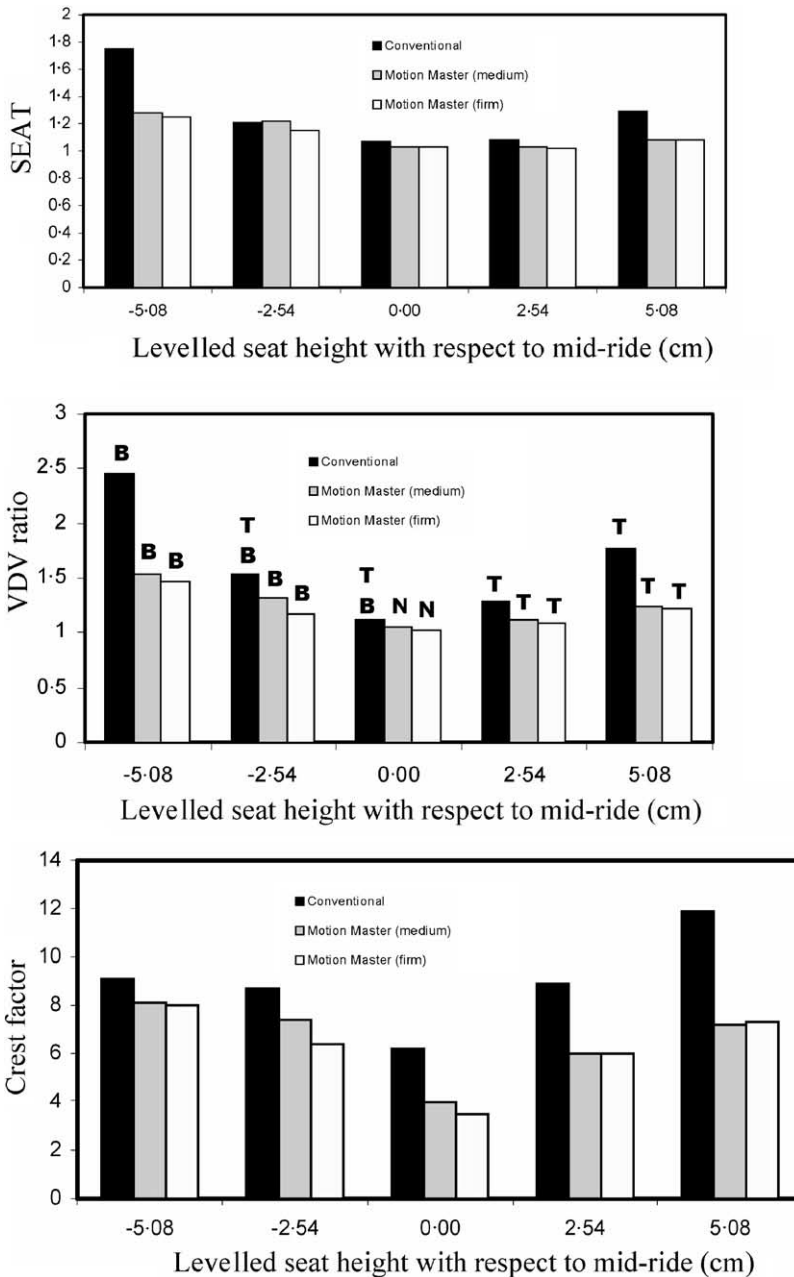 2
1·8
1·6
1·4
1·2
1
0·8
0·6
0·4
0·2
0
SEAT
Conventional
Motion Master (medium)
Motion Master (firm)
-5·08 -2·54 0·00 2·54 5·08
Levelled seat height with respect to mid-ride (cm)
3
2·5
2
1·5
1
0·5
0
VDV ratio
Conventional
Motion Master (medium)
Motion Master (firm)
B
B B
T
B B B
T
B N N
T T T
T
T T
-5·08 -2·54 0·00 2·54 5·08
Levelled seat height with respect to mid-ride (cm)
14
12
10
8
6
4
2
0
Crest factor
Conventional
Motion Master (medium)
Motion Master (firm)
-5·08 -2·54 0·00 2·54 5·08
Levelled seat height with respect to mid-ride (cm)